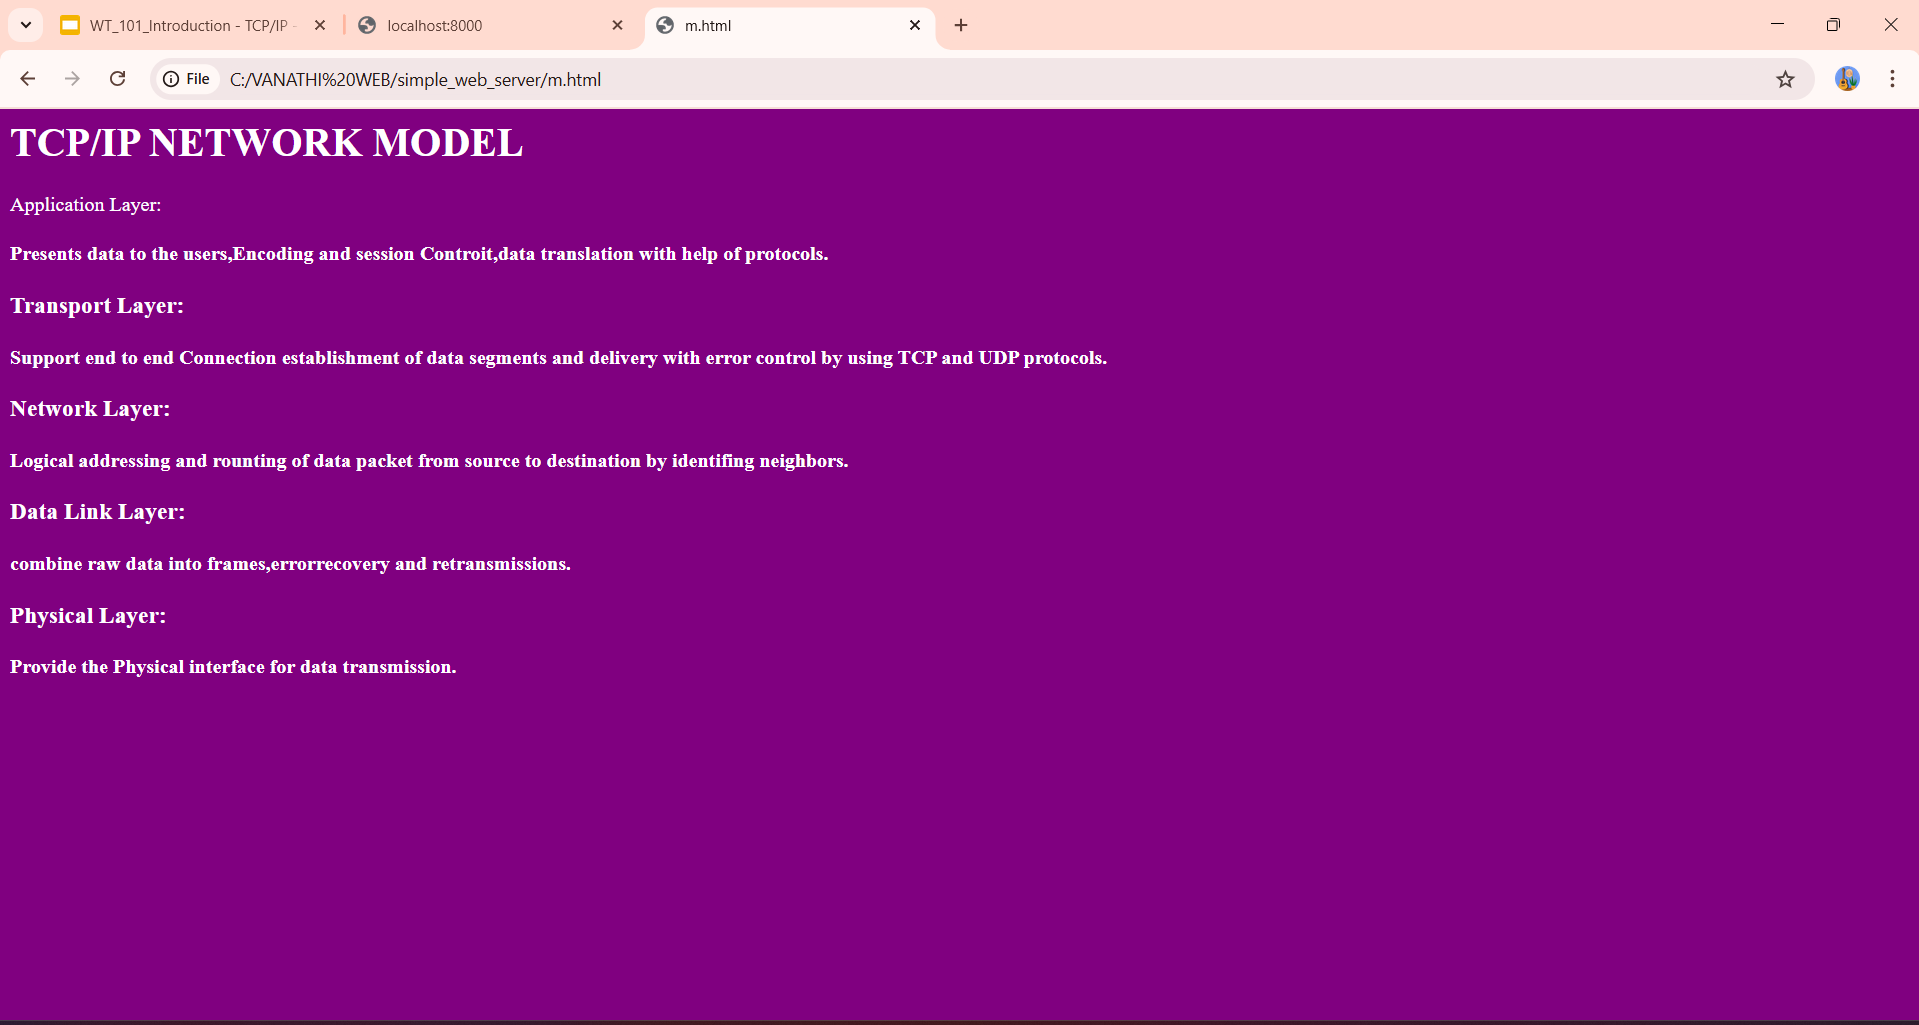 WT_101_Introduction - TCP/IP -
localhost:8000
m.html
File
C:/VANATHI%20WEB/simple_web_server/m.html
TCP/IP NETWORK MODEL
Application Layer:
Presents data to the users,Encoding and session Controit,data translation with help of protocols.
Transport Layer:
Support end to end Connection establishment of data segments and delivery with error control by using TCP and UDP protocols.
Network Layer:
Logical addressing and rounting of data packet from source to destination by identifing neighbors.
Data Link Layer:
combine raw data into frames,errorrecovery and retransmissions.
Physical Layer:
Provide the Physical interface for data transmission.